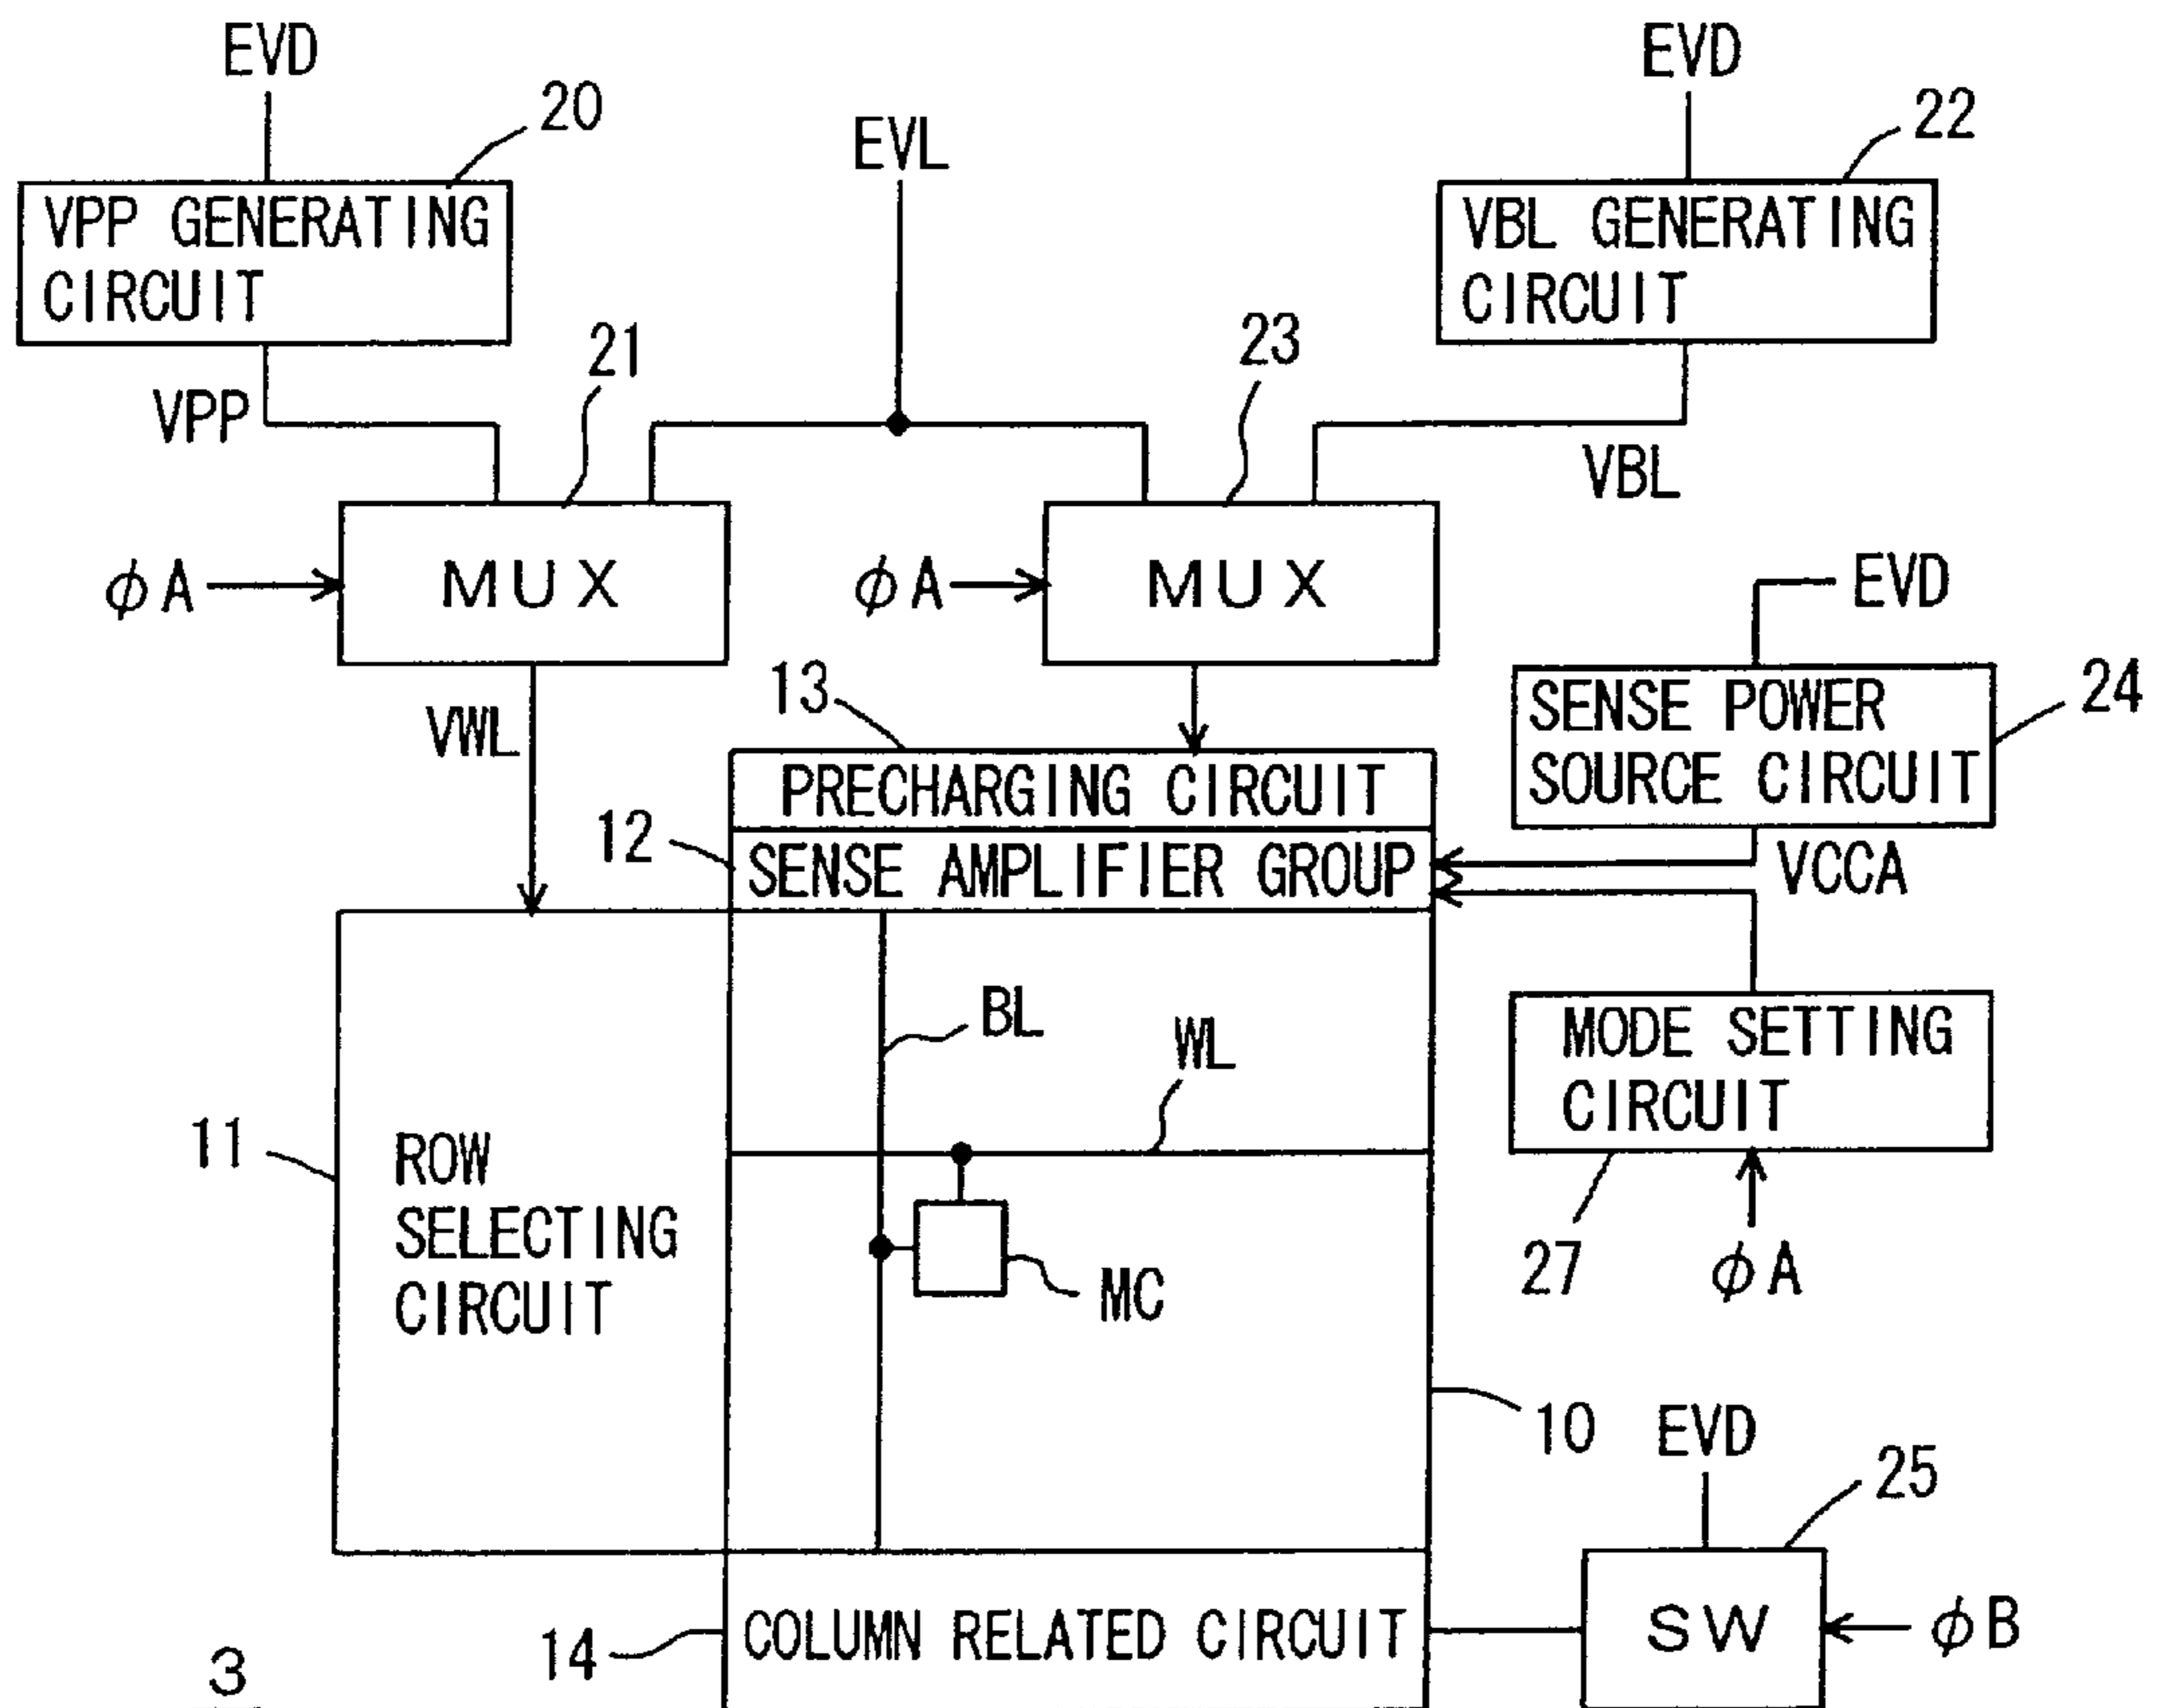 EVD
EVD
20
22
EVL
VPP GENERATING
CIRCUIT
VBL GENERATING
CIRCUIT
21
23
VPP
VBL
φA
MUX
φA
MUX
EVD
13
24
SENSE POWER
SOURCE CIRCUIT
VWL
PRECHARGING CIRCUIT
12
SENSE AMPLIFIER GROUP
VCCA
BL
WL
MODE SETTING
CIRCUIT
11
ROW
SELECTING
CIRCUIT
MC
27
φA
10
EVD
25
14
COLUMN RELATED CIRCUIT
SW
φB
3